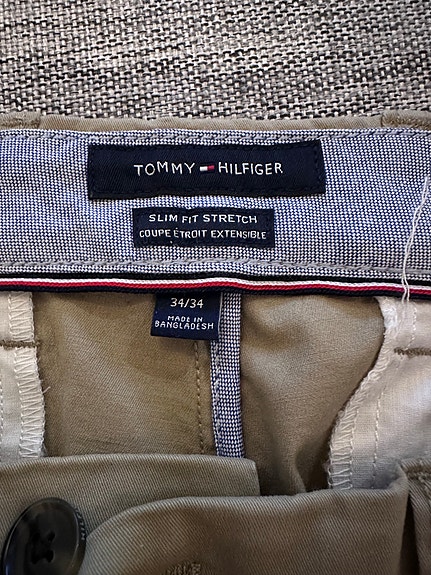 TOMMY HILFIGER
SLIM FIT STRETCH
COUPE ÉTROIT EXTENSIBLE
34/34
MADE IN
BANGLADESH